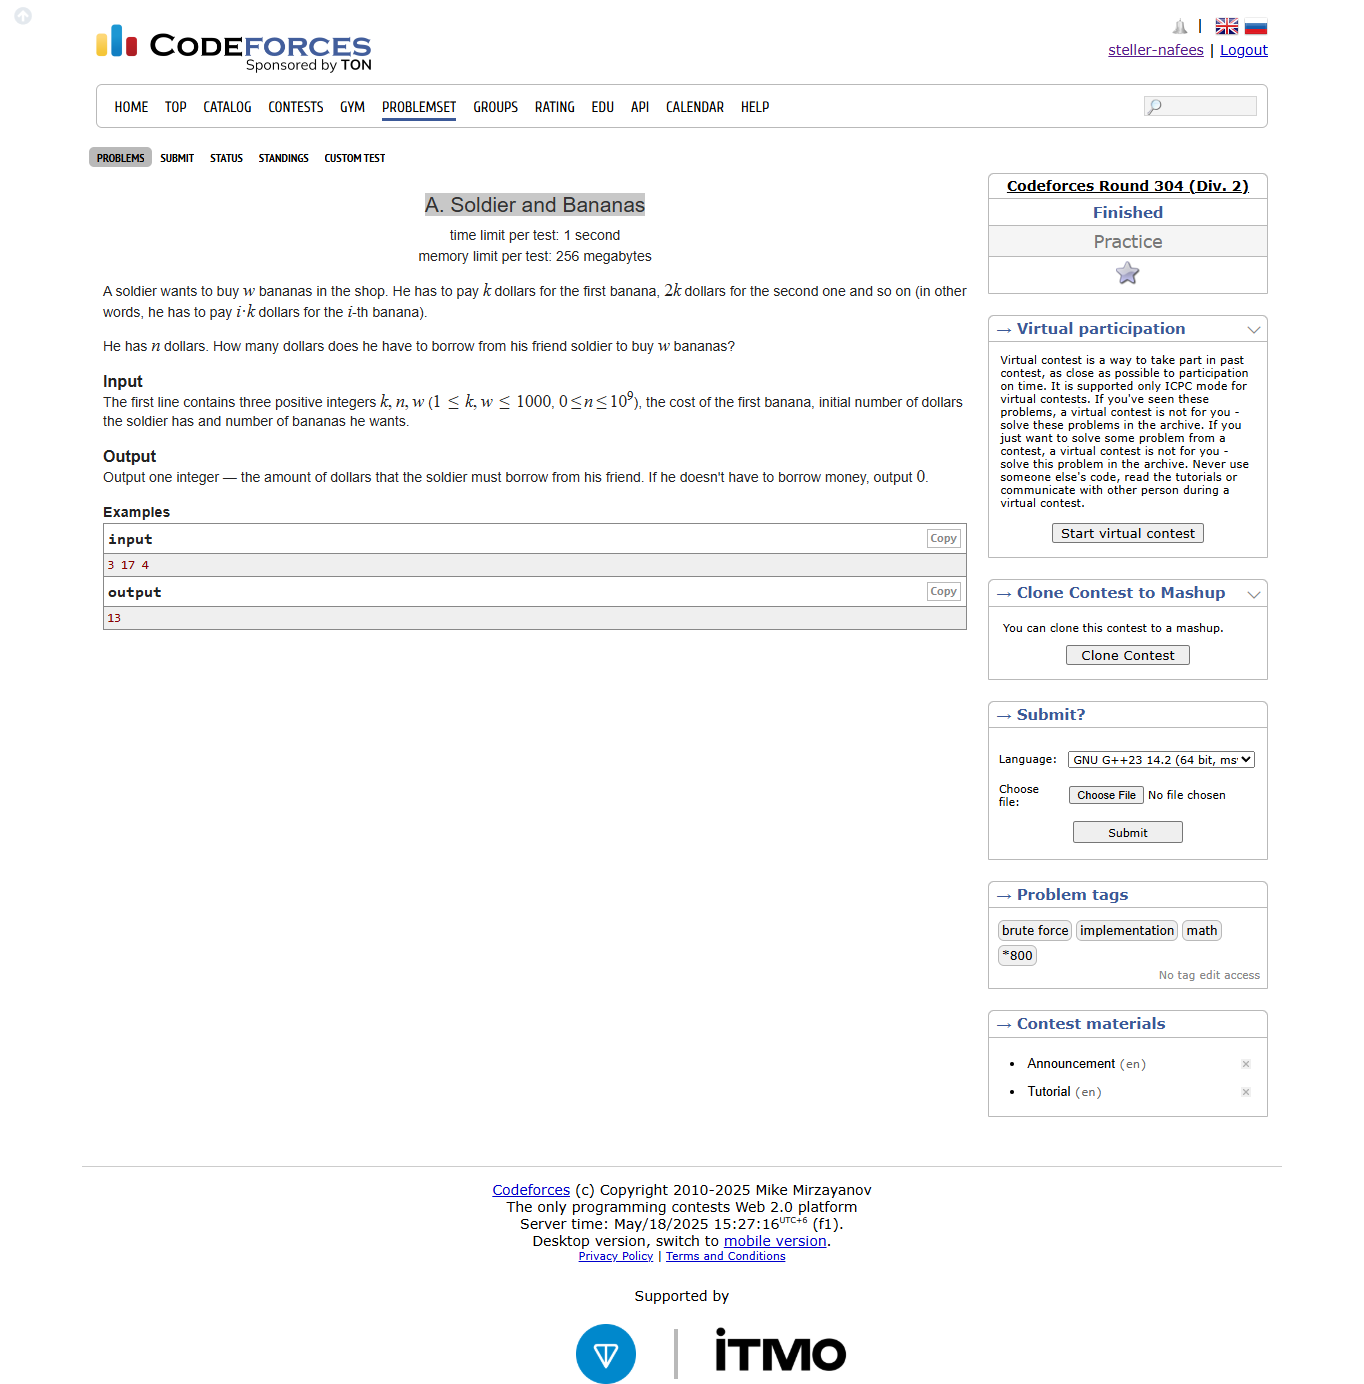 CODEFORCES
Sponsored by TON
|
steller-nafees | Logout
HOME TOP CATALOG CONTESTS GYM PROBLEMSET GROUPS RATING EDU API CALENDAR HELP
PROBLEMS SUBMIT STATUS STANDINGS CUSTOM TEST
A. Soldier and Bananas
time limit per test: 1 second
memory limit per test: 256 megabytes
A soldier wants to buy w bananas in the shop. He has to pay k dollars for the first banana, 2k dollars for the second one and so on (in other
words, he has to pay i·k dollars for the i-th banana).
He has n dollars. How many dollars does he have to borrow from his friend soldier to buy w bananas?
Input
The first line contains three positive integers k, n, w (1 ≤ k, w ≤ 1000, 0 ≤ n ≤ 10⁹), the cost of the first banana, initial number of dollars
the soldier has and number of bananas he wants.
Output
Output one integer — the amount of dollars that the soldier must borrow from his friend. If he doesn't have to borrow money, output 0.
Examples
input Copy
3 17 4
output Copy
13
Codeforces Round 304 (Div. 2)
Finished
Practice
→ Virtual participation
Virtual contest is a way to take part in past
contest, as close as possible to participation
on time. It is supported only ICPC mode for
virtual contests. If you've seen these
problems, a virtual contest is not for you -
solve these problems in the archive. If you
just want to solve some problem from a
contest, a virtual contest is not for you -
solve this problem in the archive. Never use
someone else's code, read the tutorials or
communicate with other person during a
virtual contest.
Start virtual contest
→ Clone Contest to Mashup
You can clone this contest to a mashup.
Clone Contest
→ Submit?
Language: GNU G++23 14.2 (64 bit, ms
Choose
file: Choose File No file chosen
Submit
→ Problem tags
brute force implementation math
*800
No tag edit access
→ Contest materials
• Announcement (en) ×
• Tutorial (en) ×
Codeforces (c) Copyright 2010-2025 Mike Mirzayanov
The only programming contests Web 2.0 platform
Server time: May/18/2025 15:27:16 UTC+6 (f1).
Desktop version, switch to mobile version.
Privacy Policy | Terms and Conditions
Supported by
iTMO